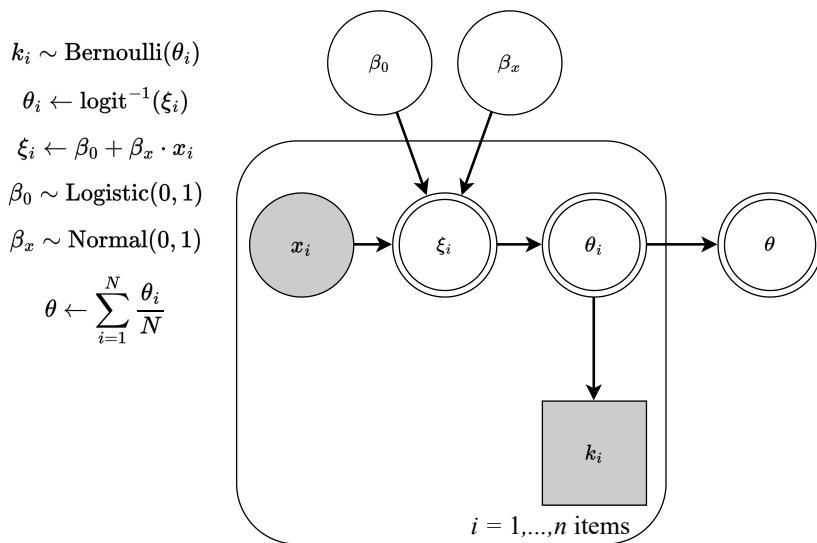 k_i ∼ Bernoulli(θ_i)
θ_i ← logit⁻¹(ξ_i)
ξ_i ← β_0 + β_x · x_i
β_0 ∼ Logistic(0, 1)
β_x ∼ Normal(0, 1)
θ ← ∑_{i=1}^{N} θ_i/N
β_0
β_x
x_i
ξ_i
θ_i
θ
k_i
i = 1,...,n items